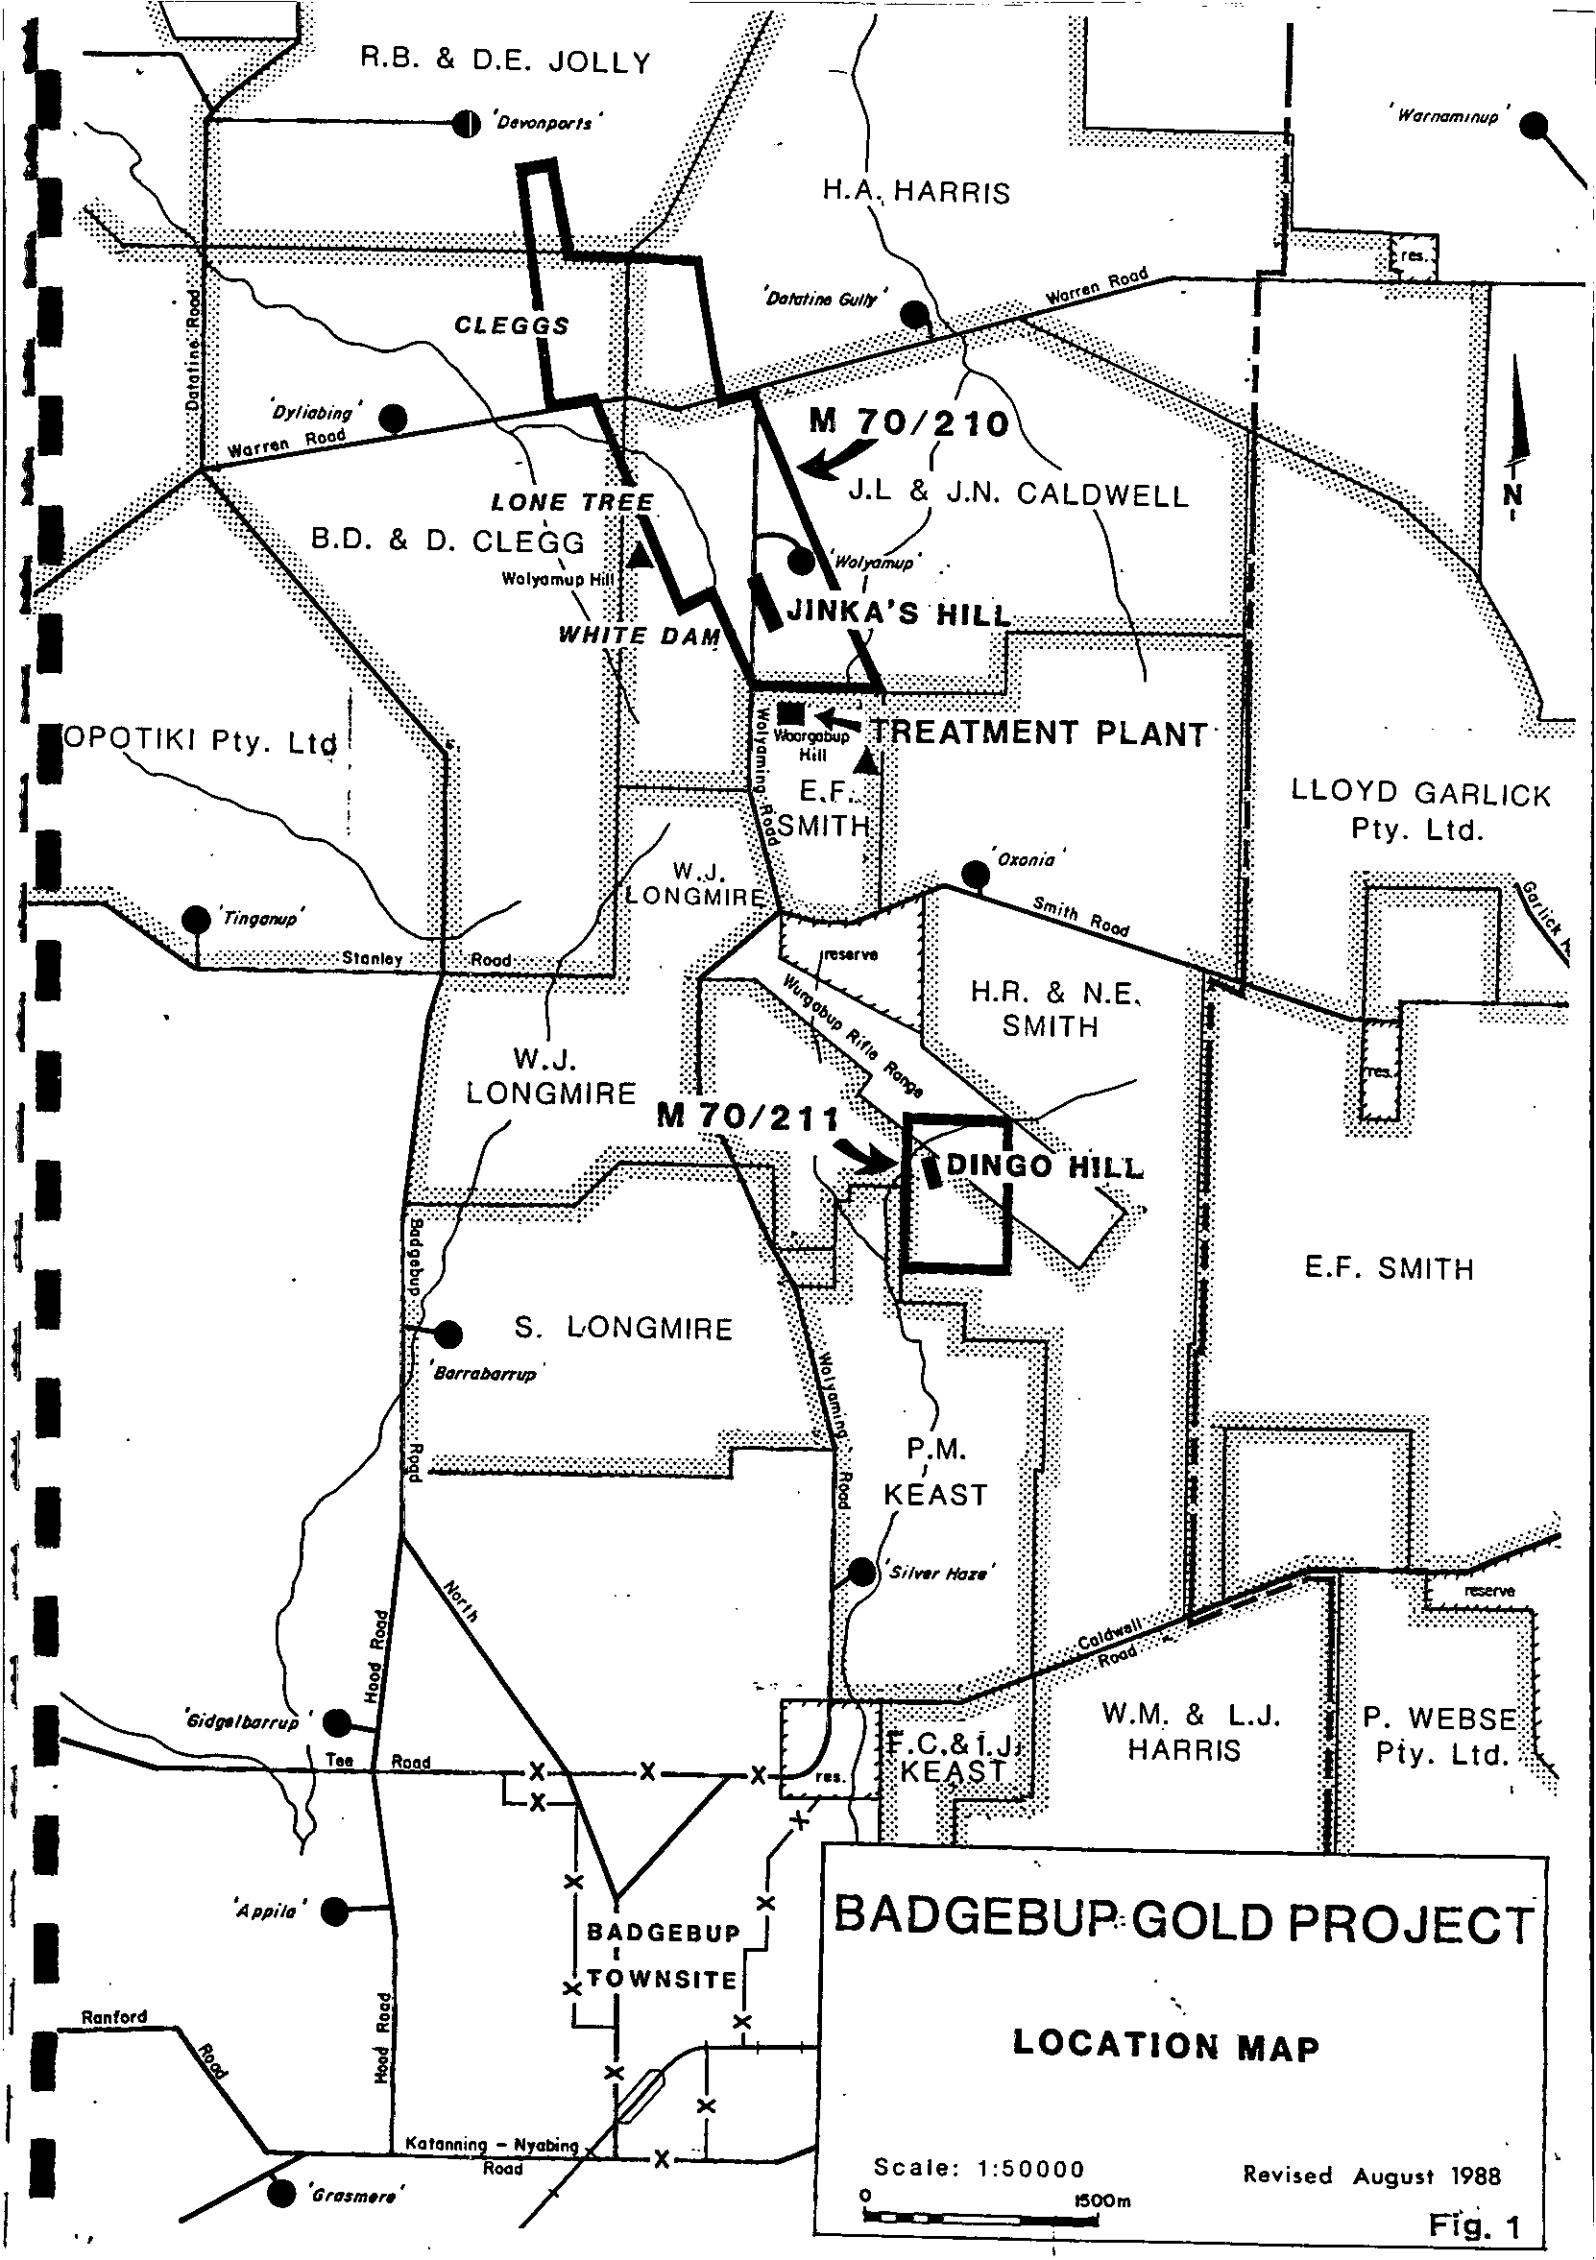 R.B. & D.E. JOLLY
'Devonports'
'Warnaminup'
H.A. HARRIS
res.
Datatine Road
CLEGGS
'Datatine Gully'
Warren Road
'Dyliabing'
Warren Road
M 70/210
J.L & J.N. CALDWELL
N
LONE TREE
B.D. & D. CLEGG
Wolyamup Hill
'Wolyamup'
JINKA'S HILL
WHITE DAM
OPOTIKI Pty. Ltd
Wolyaming Road
TREATMENT PLANT
Woorgabup
Hill
E.F.
SMITH
LLOYD GARLICK
Pty. Ltd.
W.J.
LONGMIRE
'Oxonia'
Smith Road
Garlick
'Tinganup'
Stanley Road
reserve
Wurgabup Rifle Range
H.R. & N.E.
SMITH
W.J.
LONGMIRE
res.
M 70/211
DINGO HILL
Badgebup Road
E.F. SMITH
S. LONGMIRE
'Barrabarrup'
Wolyaming Road
P.M.
KEAST
'Silver Haze'
North
Hood Road
reserve
Caldwell
Road
'Gidgelbarrup'
Tee Road
res.
F.C.& I.J.
KEAST
W.M. & L.J.
HARRIS
P. WEBSE
Pty. Ltd.
X X X
X
X
X
X
'Appila'
BADGEBUP
TOWNSITE
X
X
X
X
X
Ranford
Road
Hood Road
Katanning - Nyabing
Road
'Grasmere'
BADGEBUP GOLD PROJECT
LOCATION MAP
Scale: 1:50000
0 1500m
Revised August 1988
Fig. 1